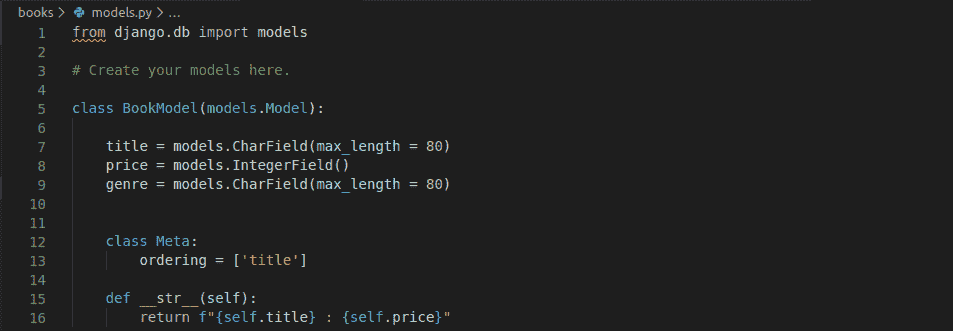 books > models.py > ...
1 from django.db import models
2
3 # Create your models here.
4
5 class BookModel(models.Model):
6
7     title = models.CharField(max_length = 80)
8     price = models.IntegerField()
9     genre = models.CharField(max_length = 80)
10
11
12     class Meta:
13         ordering = ['title']
14
15     def __str__(self):
16         return f"{self.title} : {self.price}"